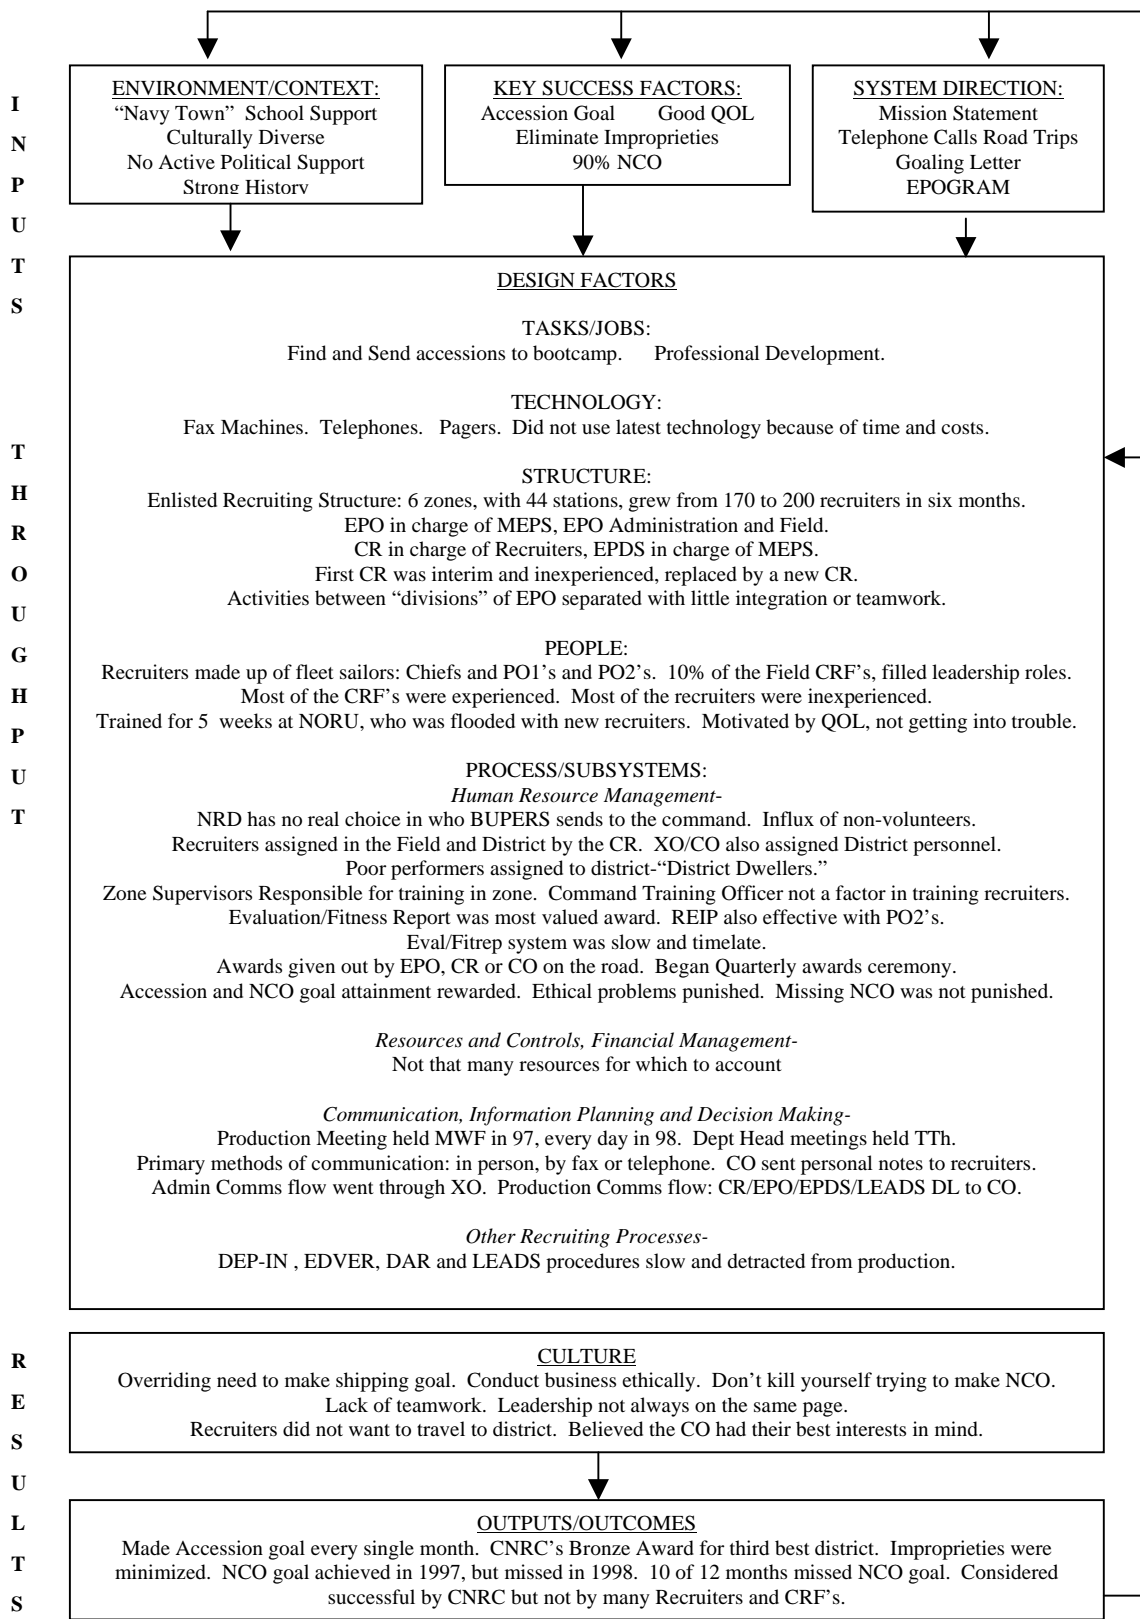 INPUTS
ENVIRONMENT/CONTEXT:
“Navy Town”  School Support
Culturally Diverse
No Active Political Support
Strong History
KEY SUCCESS FACTORS:
Accession Goal  Good QOL
Eliminate Improprieties
90% NCO
SYSTEM DIRECTION:
Mission Statement
Telephone Calls Road Trips
Goaling Letter
EPOGRAM
THROUGHPUT
DESIGN FACTORS
TASKS/JOBS:
Find and Send accessions to bootcamp.  Professional Development.
TECHNOLOGY:
Fax Machines.  Telephones.  Pagers.  Did not use latest technology because of time and costs.
STRUCTURE:
Enlisted Recruiting Structure: 6 zones, with 44 stations, grew from 170 to 200 recruiters in six months.
EPO in charge of MEPS, EPO Administration and Field.
CR in charge of Recruiters, EPDS in charge of MEPS.
First CR was interim and inexperienced, replaced by a new CR.
Activities between “divisions” of EPO separated with little integration or teamwork.
PEOPLE:
Recruiters made up of fleet sailors: Chiefs and PO1's and PO2's.  10% of the Field CRF's, filled leadership roles.
Most of the CRF's were experienced.  Most of the recruiters were inexperienced.
Trained for 5 weeks at NORU, who was flooded with new recruiters.  Motivated by QOL, not getting into trouble.
PROCESS/SUBSYSTEMS:
Human Resource Management-
NRD has no real choice in who BUPERS sends to the command.  Influx of non-volunteers.
Recruiters assigned in the Field and District by the CR.  XO/CO also assigned District personnel.
Poor performers assigned to district-“District Dwellers.”
Zone Supervisors Responsible for training in zone.  Command Training Officer not a factor in training recruiters.
Evaluation/Fitness Report was most valued award.  REIP also effective with PO2's.
Eval/Fitrep system was slow and timelate.
Awards given out by EPO, CR or CO on the road.  Began Quarterly awards ceremony.
Accession and NCO goal attainment rewarded.  Ethical problems punished.  Missing NCO was not punished.
Resources and Controls, Financial Management-
Not that many resources for which to account
Communication, Information Planning and Decision Making-
Production Meeting held MWF in 97, every day in 98.  Dept Head meetings held TTh.
Primary methods of communication: in person, by fax or telephone.  CO sent personal notes to recruiters.
Admin Comms flow went through XO.  Production Comms flow: CR/EPO/EPDS/LEADS DL to CO.
Other Recruiting Processes-
DEP-IN , EDVER, DAR and LEADS procedures slow and detracted from production.
RESULTS
CULTURE
Overriding need to make shipping goal.  Conduct business ethically.  Don't kill yourself trying to make NCO.
Lack of teamwork.  Leadership not always on the same page.
Recruiters did not want to travel to district.  Believed the CO had their best interests in mind.
OUTPUTS/OUTCOMES
Made Accession goal every single month.  CNRC's Bronze Award for third best district.  Improprieties were
minimized.  NCO goal achieved in 1997, but missed in 1998.  10 of 12 months missed NCO goal.  Considered
successful by CNRC but not by many Recruiters and CRF's.